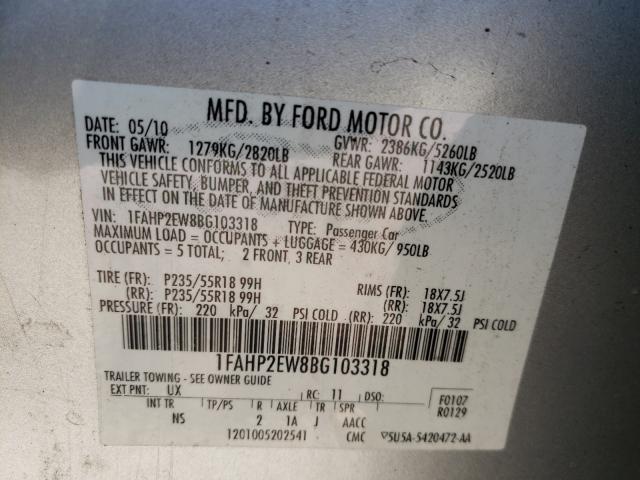 MFD. BY FORD MOTOR CO.
DATE: 05/10 GVWR: 2386KG/5260LB
FRONT GAWR: 1279KG/2820LB REAR GAWR: 1143KG/2520LB
THIS VEHICLE CONFORMS TO ALL APPLICABLE FEDERAL MOTOR
VEHICLE SAFETY, BUMPER, AND THEFT PREVENTION STANDARDS
IN EFFECT ON THE DATE OF MANUFACTURE SHOWN ABOVE.
VIN: 1FAHP2EW8BG103318 TYPE: Passenger Car
MAXIMUM LOAD = OCCUPANTS + LUGGAGE = 430KG/ 950LB
OCCUPANTS = 5 TOTAL; 2 FRONT, 3 REAR
TIRE (FR): P235/55R18 99H RIMS (FR): 18X7.5J
(RR): P235/55R18 99H (RR): 18X7.5J
PRESSURE (FR): 220 kPa/ 32 PSI COLD (RR): 220 kPa/ 32 PSI COLD
1FAHP2EW8BG103318
TRAILER TOWING - SEE OWNER GUIDE
EXT PNT: UX RC: 11 DSO: F0107
R0129
INT TR TP/PS R AXLE TR SPR
NS 2 1A J AACC
1201005202541 CMC ▽5U5A-5420472-AA